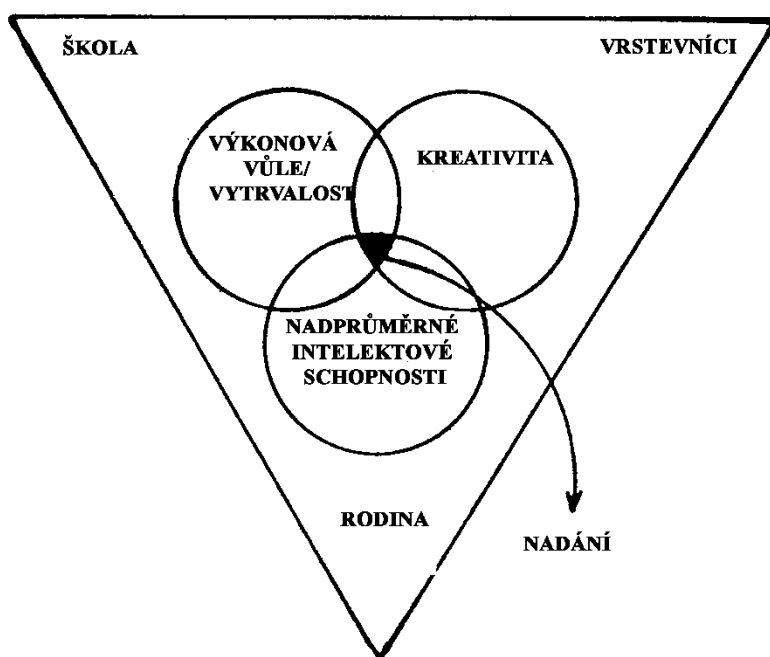 ŠKOLA
VRSTEVNÍCI
VÝKONOVÁ
VŮLE/
VYTRVALOST
KREATIVITA
NADPRŮMĚRNÉ
INTELEKTOVÉ
SCHOPNOSTI
RODINA
NADÁNÍ